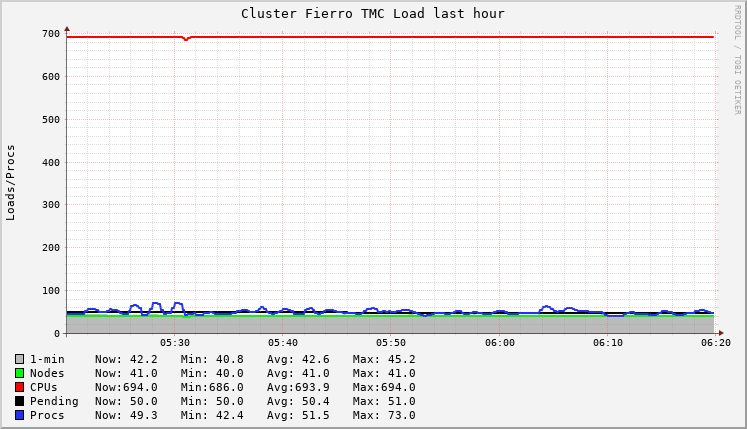 Cluster Fierro TMC Load last hour
RRDTOOL / TOBI OETIKER
Loads/Procs
700
600
500
400
300
200
100
0
05:30 05:40 05:50 06:00 06:10 06:20
1-min Now: 42.2 Min: 40.8 Avg: 42.6 Max: 45.2
Nodes Now: 41.0 Min: 40.0 Avg: 41.0 Max: 41.0
CPUs Now:694.0 Min:686.0 Avg:693.9 Max:694.0
Pending Now: 50.0 Min: 50.0 Avg: 50.4 Max: 51.0
Procs Now: 49.3 Min: 42.4 Avg: 51.5 Max: 73.0